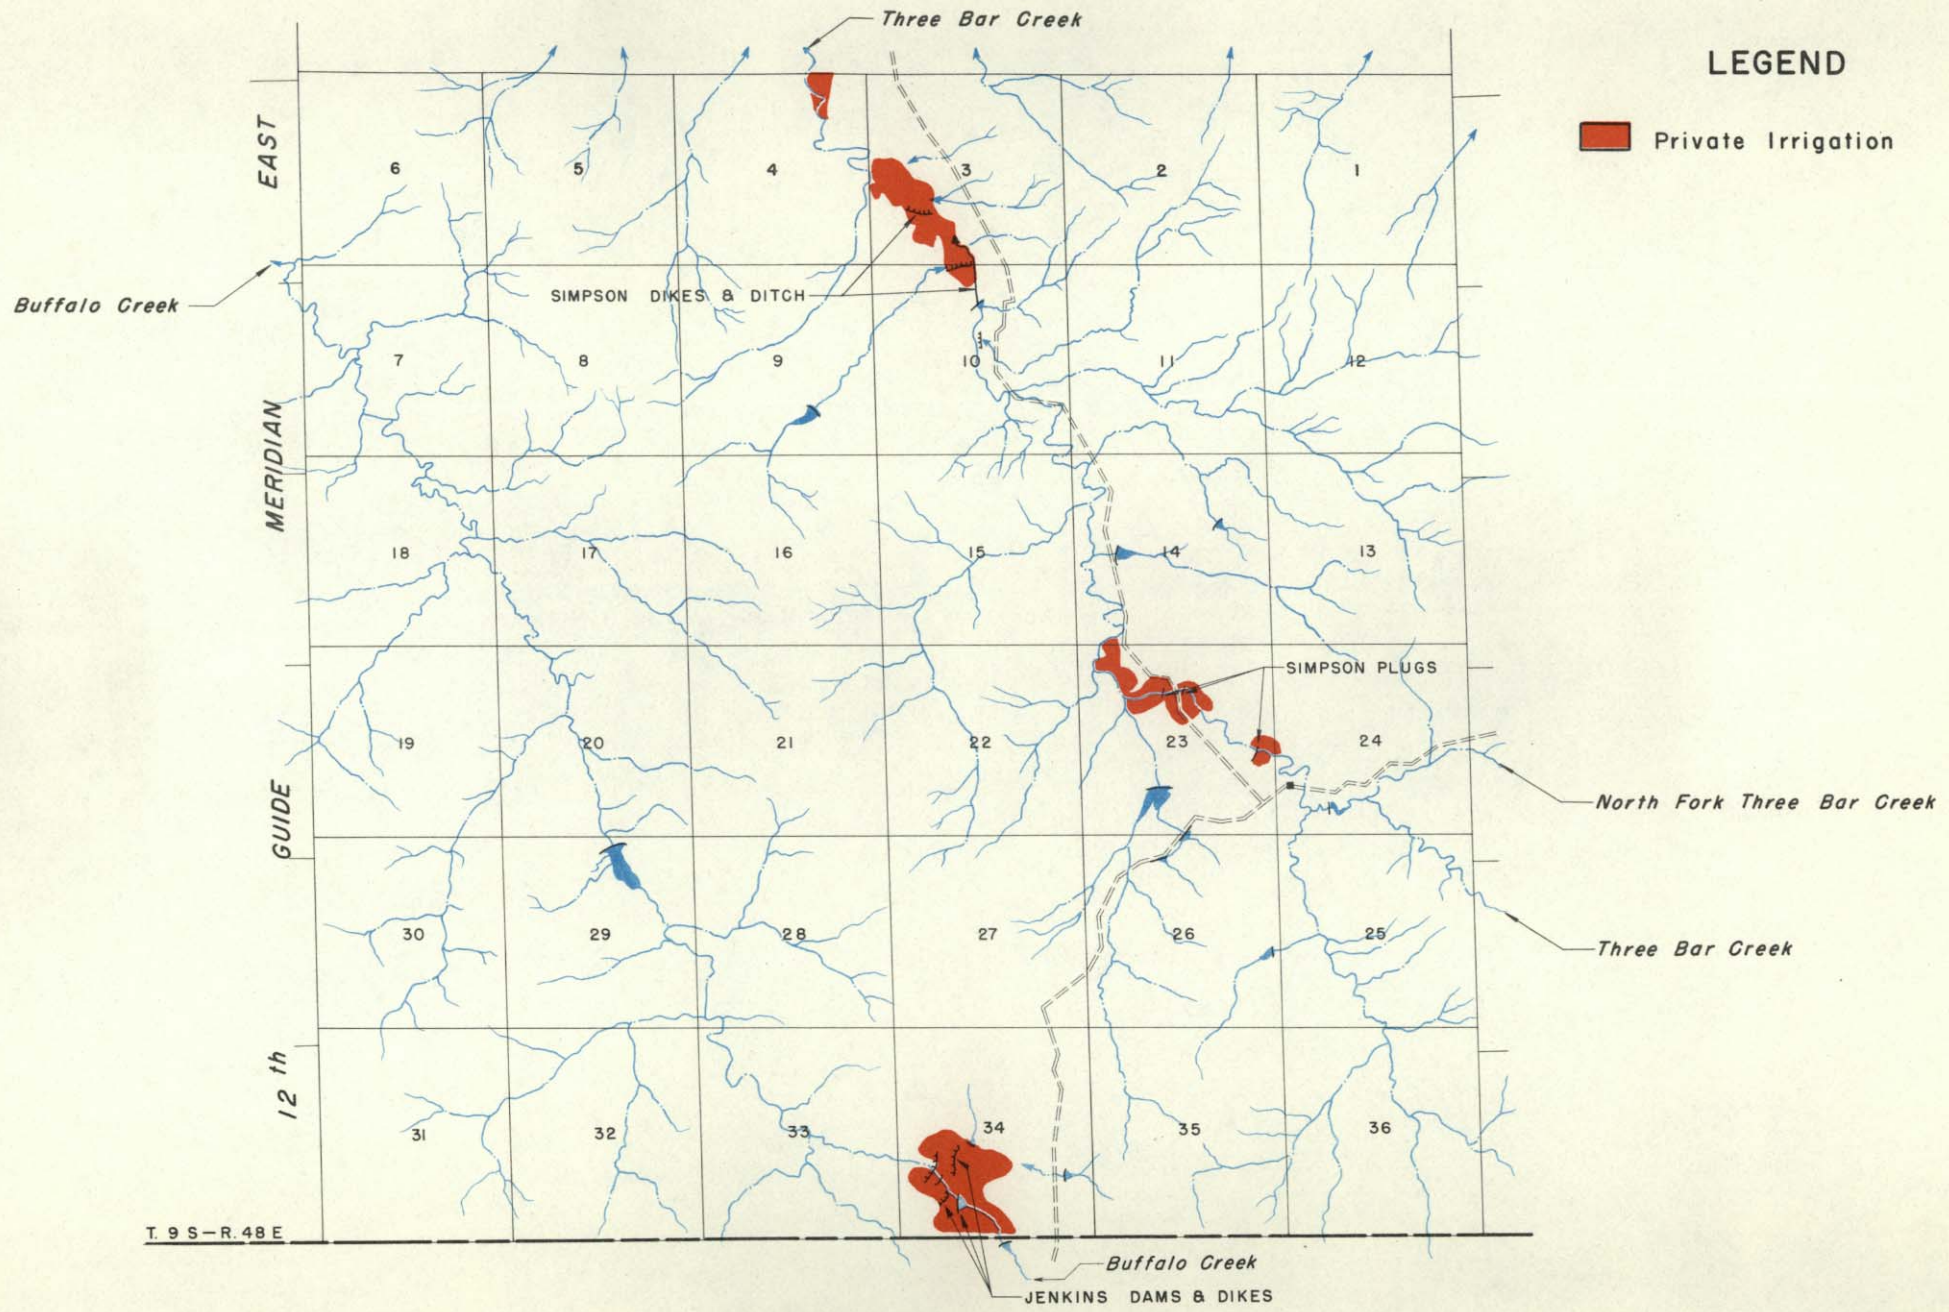 Three Bar Creek
LEGEND
Private Irrigation
EAST
6
5
4
3
2
1
Buffalo Creek
SIMPSON DIKES & DITCH
7
8
9
10
11
12
MERIDIAN
18
17
16
15
14
13
SIMPSON PLUGS
19
20
21
22
23
24
GUIDE
North Fork Three Bar Creek
30
29
28
27
26
25
Three Bar Creek
12 th
31
32
33
34
35
36
T. 9 S–R. 48 E
Buffalo Creek
JENKINS DAMS & DIKES